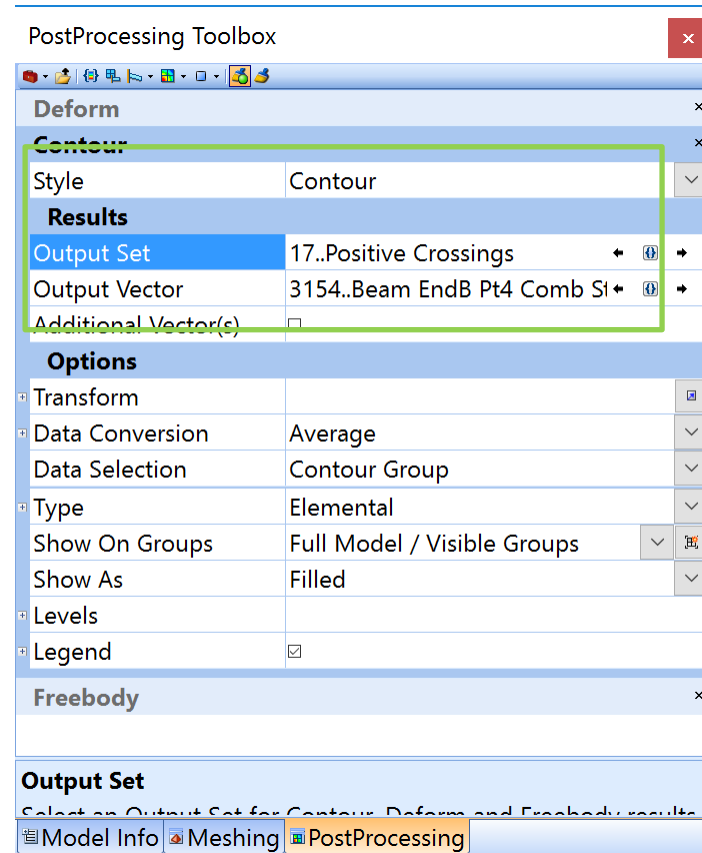 PostProcessing Toolbox
Deform
Contour
Style Contour
Results
Output Set 17..Positive Crossings
Output Vector 3154..Beam EndB Pt4 Comb St
Additional Vector(s)
Options
Transform
Data Conversion Average
Data Selection Contour Group
Type Elemental
Show On Groups Full Model / Visible Groups
Show As Filled
Levels
Legend
Freebody
Output Set
Select an Output Set for Contour, Deform and Freebody results
Model Info Meshing PostProcessing